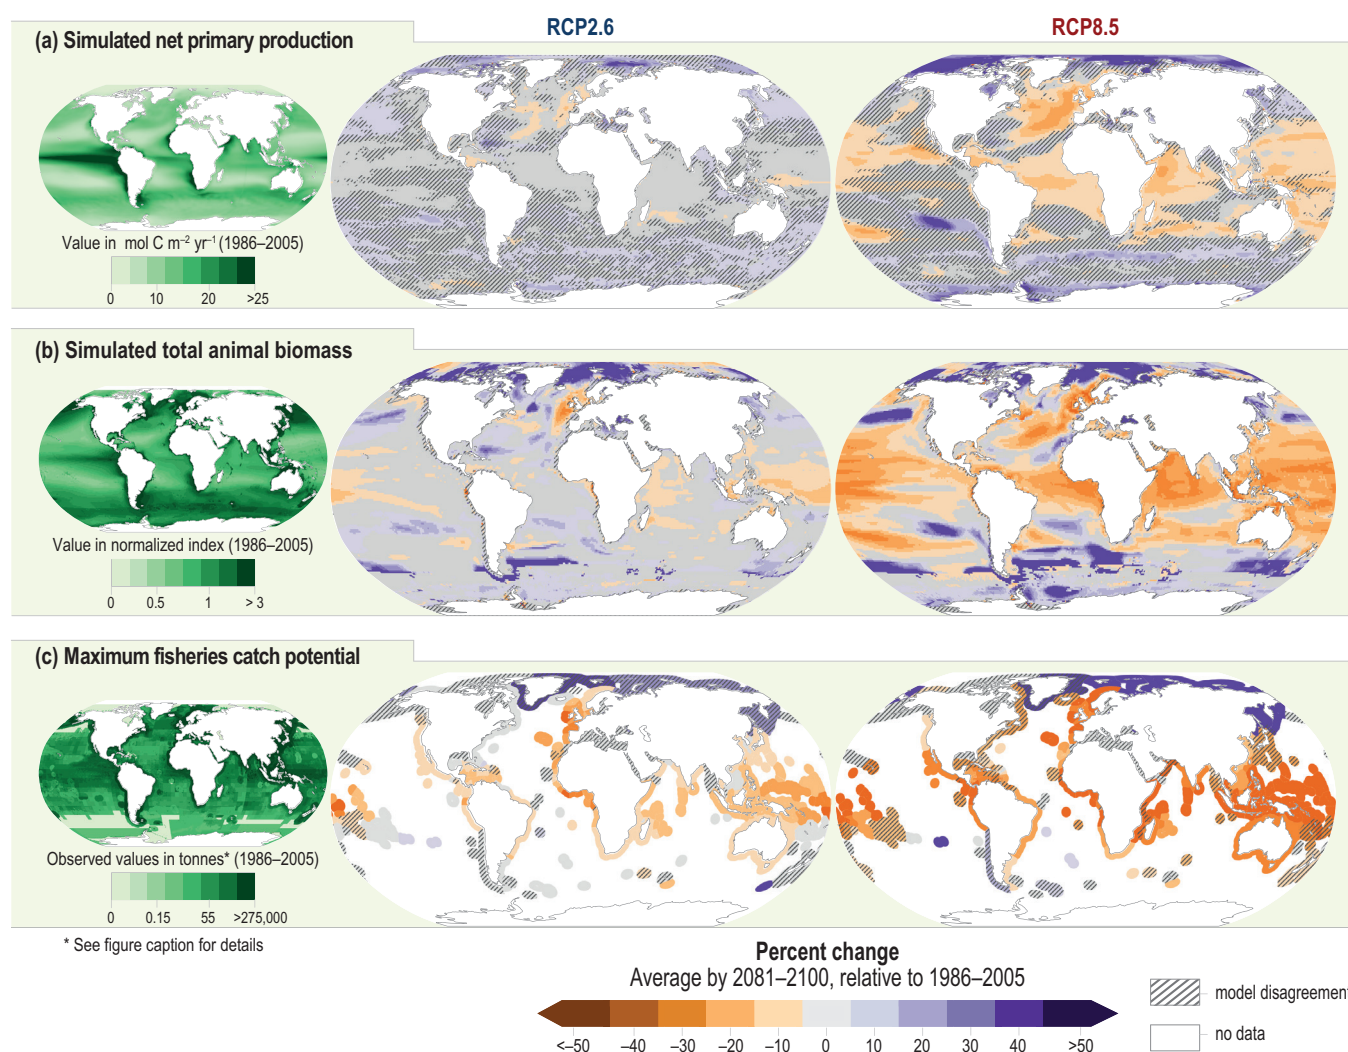 RCP2.6
RCP8.5
(a) Simulated net primary production
Value in mol C m⁻² yr⁻¹ (1986–2005)
0 10 20 >25
(b) Simulated total animal biomass
Value in normalized index (1986–2005)
0 0.5 1 > 3
(c) Maximum fisheries catch potential
Observed values in tonnes* (1986–2005)
0 0.15 55 >275,000
* See figure caption for details
Percent change
Average by 2081–2100, relative to 1986–2005
<–50 –40 –30 –20 –10 0 10 20 30 40 >50
model disagreement
no data